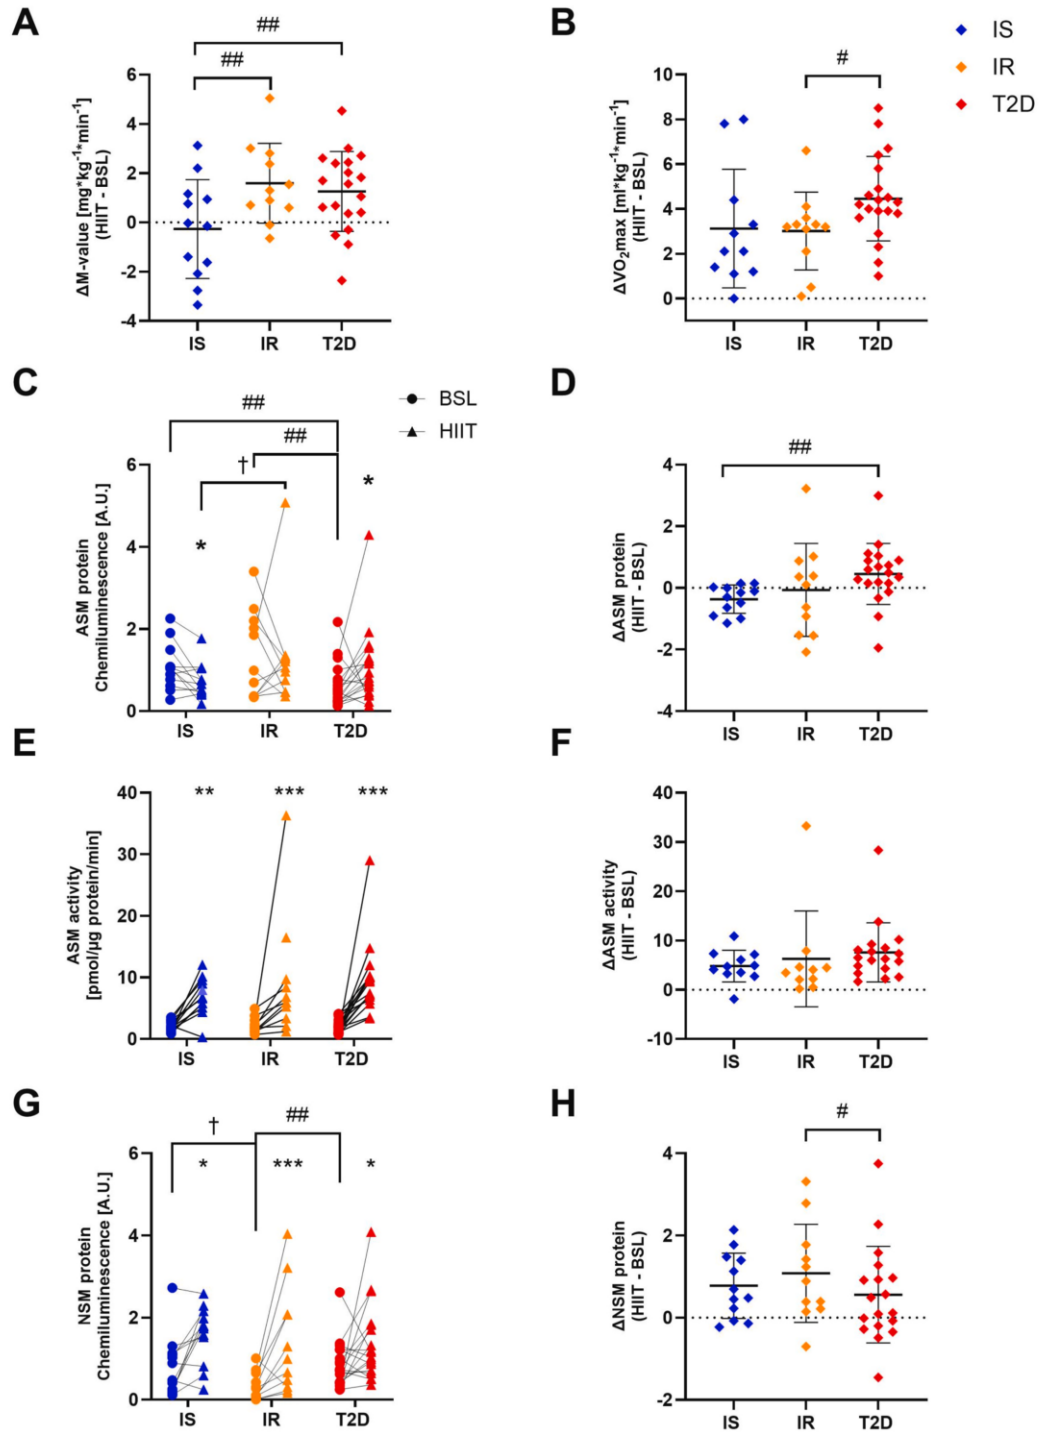 A
##
##
6
4
2
0
-2
-4
ΔM-value [mg*kg⁻¹*min⁻¹]
(HIIT - BSL)
IS
IR
T2D
B
#
10
8
6
4
2
0
ΔVO₂max [ml*kg⁻¹*min⁻¹]
(HIIT - BSL)
IS
IR
T2D
IS
IR
T2D
C
BSL
HIIT
##
##
†
*
*
6
4
2
0
ASM protein
Chemiluminescence [A.U.]
IS
IR
T2D
D
##
4
2
0
-2
-4
ΔASM protein
(HIIT - BSL)
IS
IR
T2D
E
**
***
***
40
30
20
10
0
ASM activity
[pmol/µg protein/min]
IS
IR
T2D
F
40
30
20
10
0
-10
ΔASM activity
(HIIT - BSL)
IS
IR
T2D
G
†
##
*
***
*
6
4
2
0
NSM protein
Chemiluminescence [A.U.]
IS
IR
T2D
H
#
4
2
0
-2
ΔNSM protein
(HIIT - BSL)
IS
IR
T2D